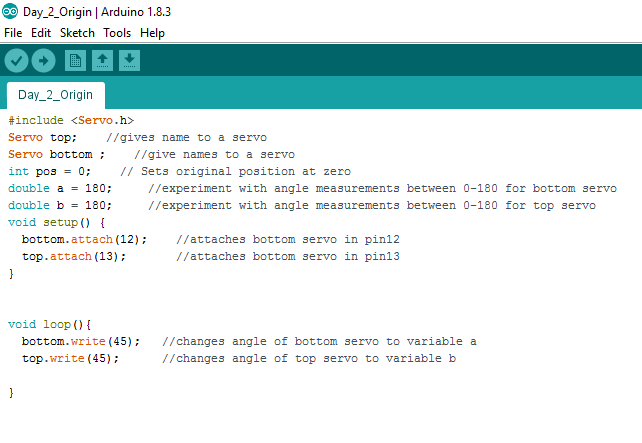 Day_2_Origin | Arduino 1.8.3
File Edit Sketch Tools Help
Day_2_Origin
#include <Servo.h>
Servo top;    //gives name to a servo
Servo bottom ;    //give names to a servo
int pos = 0;    // Sets original position at zero
double a = 180;     //experiment with angle measurements between 0-180 for bottom servo
double b = 180;     //experiment with angle measurements between 0-180 for top servo
void setup() {
  bottom.attach(12);    //attaches bottom servo in pin12
  top.attach(13);       //attaches bottom servo in pin13
}
void loop(){
  bottom.write(45);   //changes angle of bottom servo to variable a
  top.write(45);      //changes angle of top servo to variable b
}